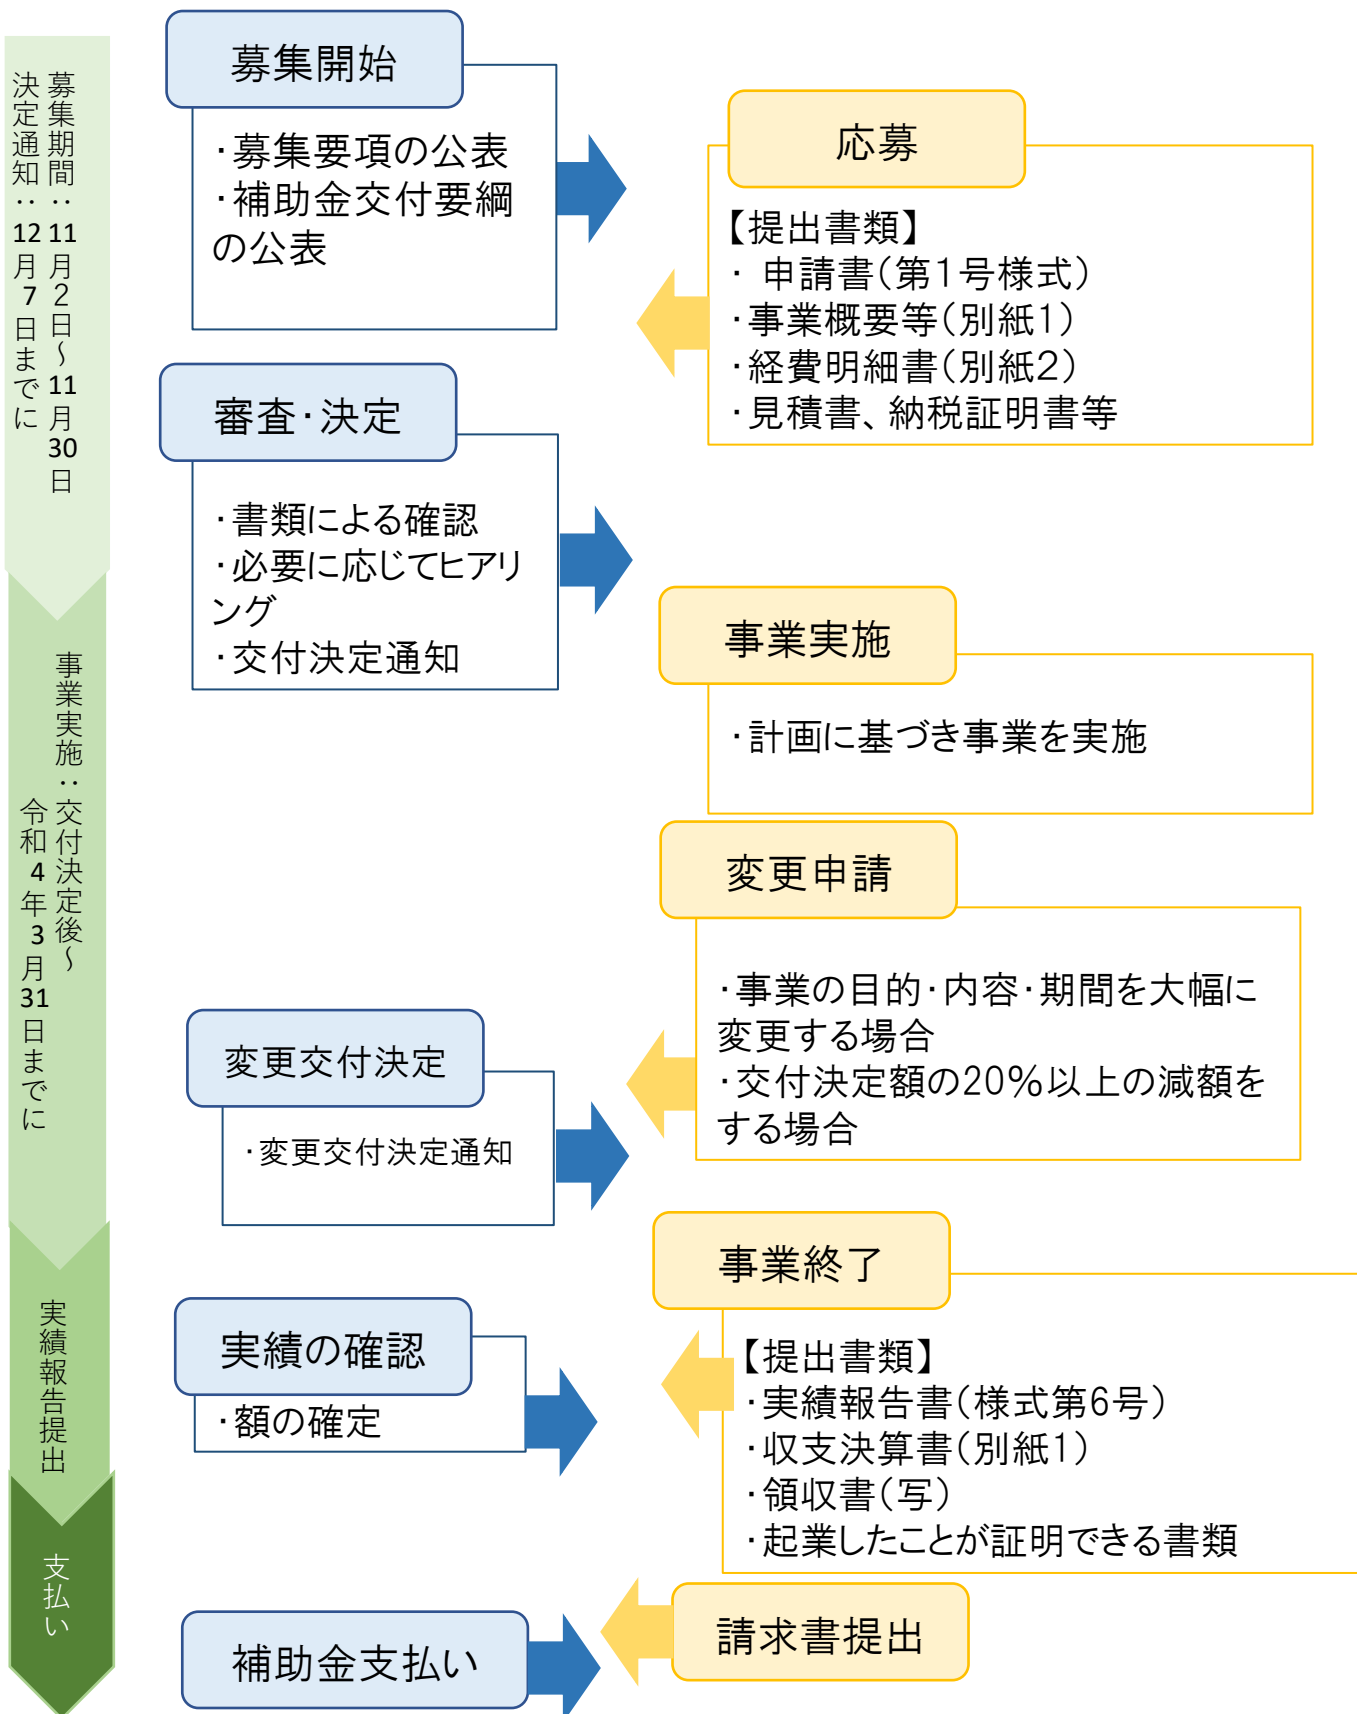 募集期間：11月２日～11月30日
決定通知：12月７日までに
事業実施：交付決定後～
令和４年３月31日までに
実績報告提出
支払い
募集開始
・募集要項の公表
・補助金交付要綱
の公表
応募
【提出書類】
・ 申請書（第１号様式）
・事業概要等（別紙１）
・経費明細書（別紙２）
・見積書、納税証明書等
審査・決定
・書類による確認
・必要に応じてヒアリ
ング
・交付決定通知
事業実施
・計画に基づき事業を実施
変更申請
・事業の目的・内容・期間を大幅に
変更する場合
・交付決定額の20％以上の減額を
する場合
変更交付決定
・変更交付決定通知
事業終了
【提出書類】
・実績報告書（様式第６号）
・収支決算書（別紙１）
・領収書（写）
・起業したことが証明できる書類
実績の確認
・額の確定
請求書提出
補助金支払い